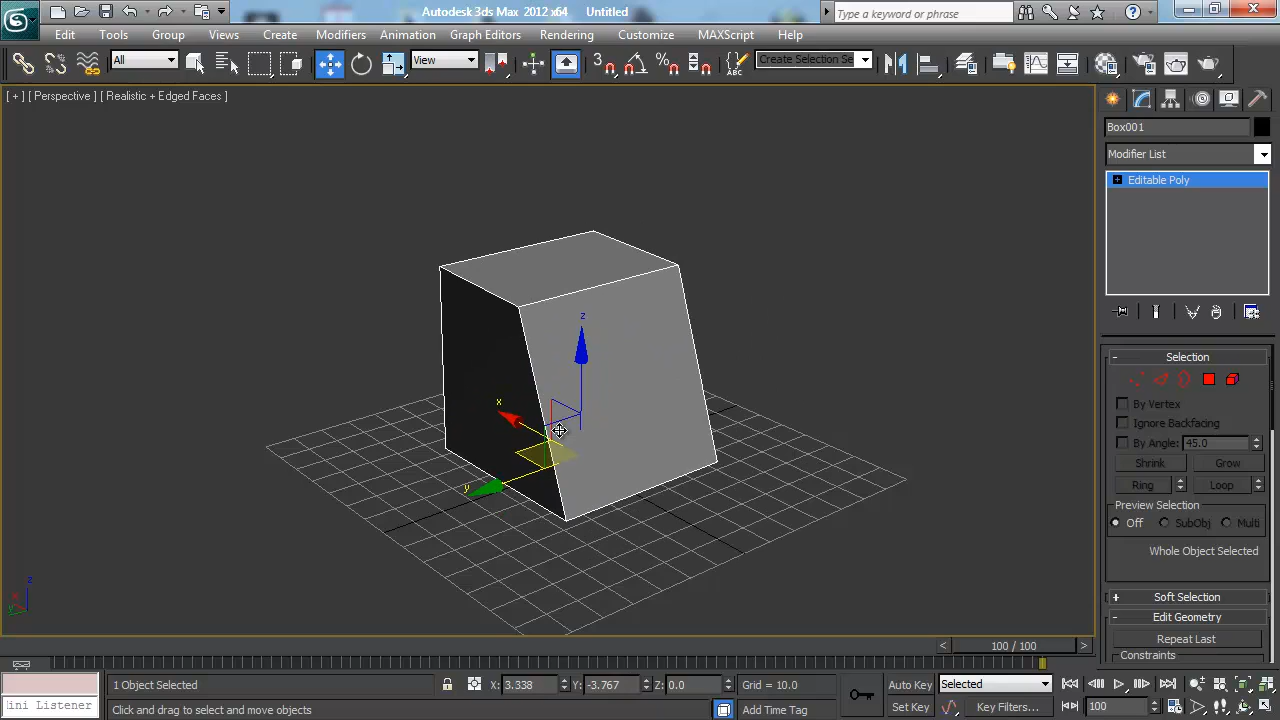 Autodesk 3ds Max 2012 x64 Untitled
Type a keyword or phrase
Edit Tools Group Views Create Modifiers Animation Graph Editors Rendering Customize MAXScript Help
All
View
3
Create Selection Se
[ + ] [ Perspective ] [ Realistic + Edged Faces ]
Box001
Modifier List
Editable Poly
z
x
y
Selection
By Vertex
Ignore Backfacing
By Angle: 45.0
Shrink Grow
Ring Loop
Preview Selection
Off SubObj Multi
Whole Object Selected
Soft Selection
Edit Geometry
Repeat Last
Constraints
z
x
y
< 100 / 100 >
1 Object Selected X: 3.338 Y: -3.767 Z: 0.0 Grid = 10.0 Auto Key Selected
ini Listener Click and drag to select and move objects Add Time Tag Set Key Key Filters... 100